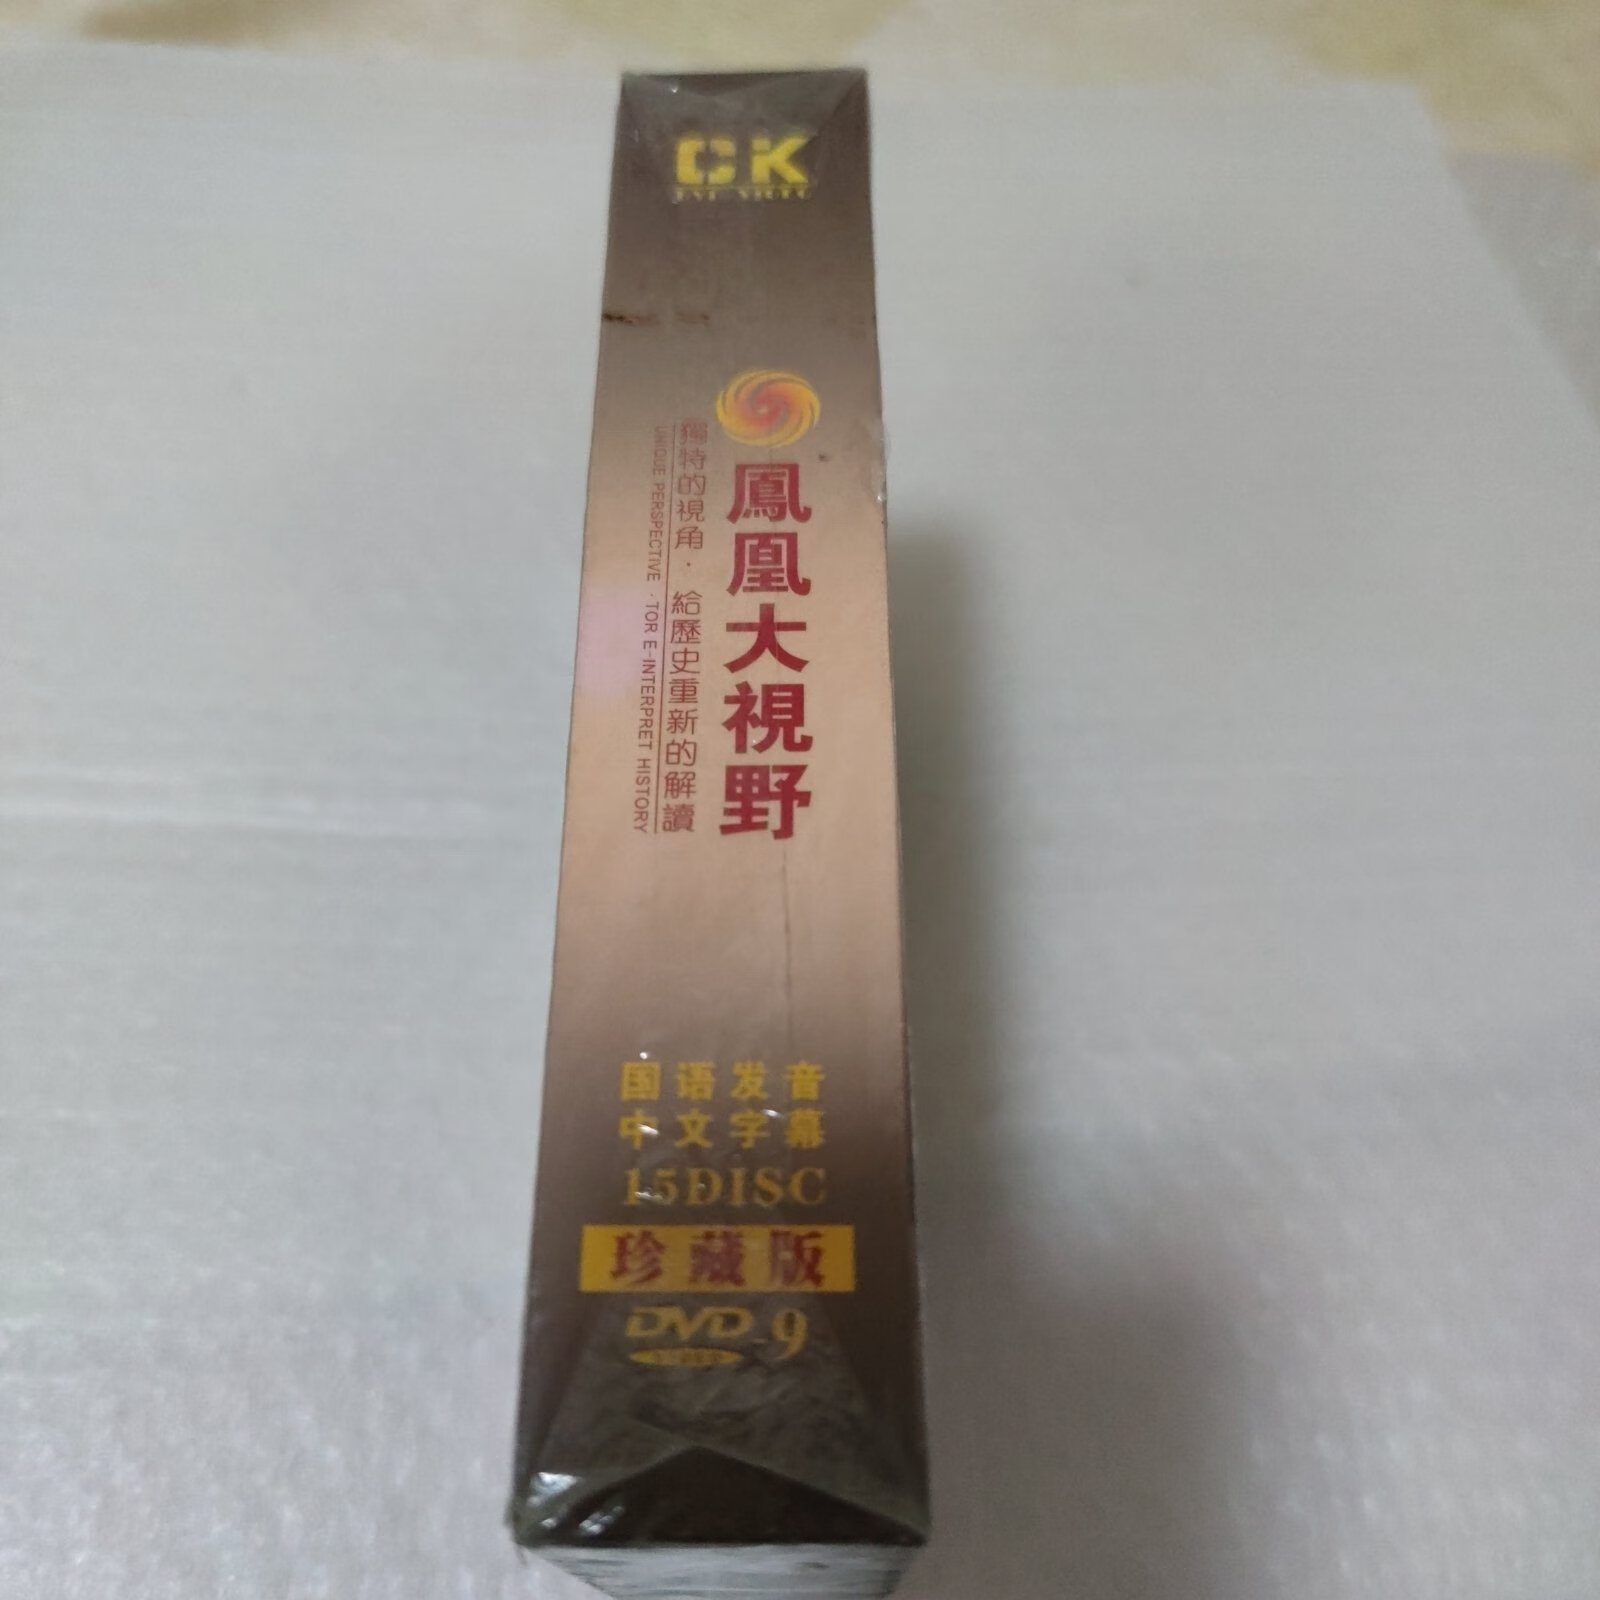 CK
鳳凰大視野
獨特的視角·給歷史重新的解讀
UNIQUE PERSPECTIVE · TOR E-INTERPRET HISTORY
国语发音
中文字幕
15DISC
珍藏版
DVD-9